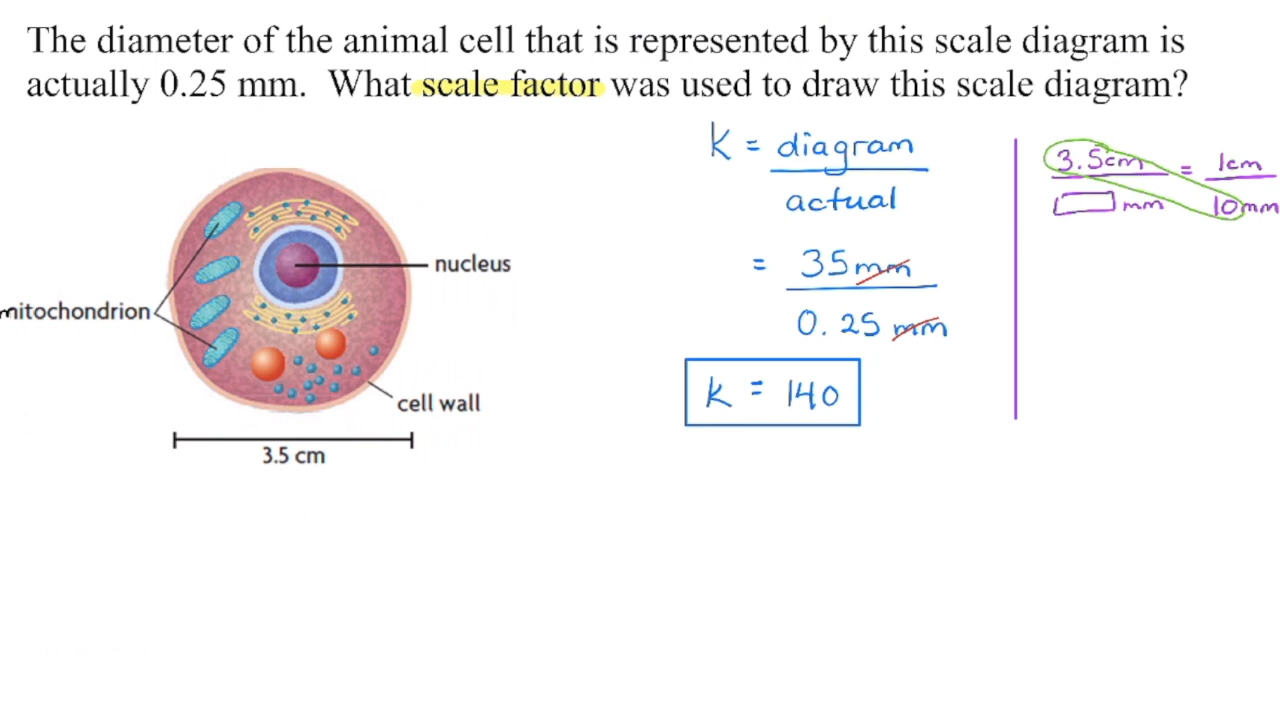 The diameter of the animal cell that is represented by this scale diagram is
actually 0.25 mm. What scale factor was used to draw this scale diagram?
nucleus
mitochondrion
cell wall
3.5 cm
k = diagram
actual
= 35 mm
0.25 mm
k = 140
3.5cm = 1cm
mm 10mm